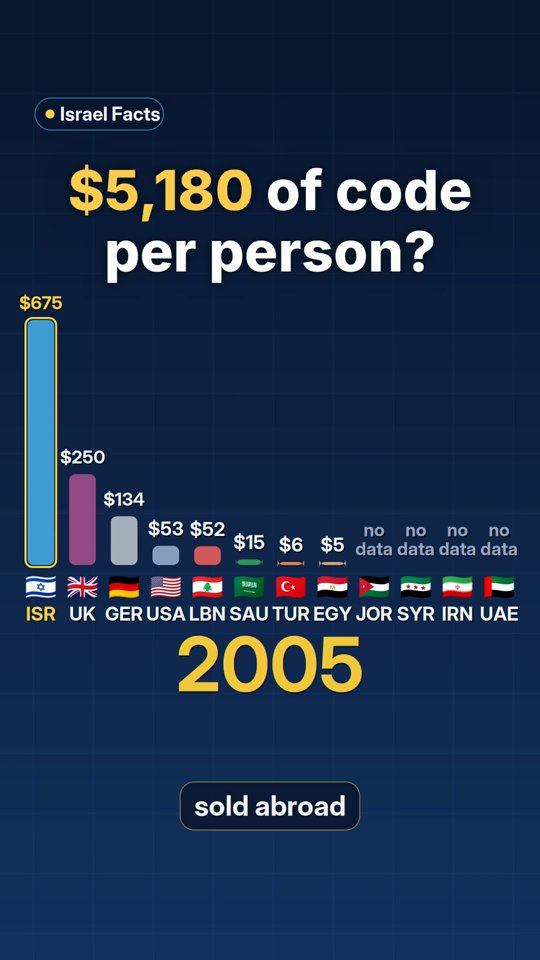 Israel Facts
$5,180 of code
per person?
$675
$250
$134
$53 $52
$15
$6
$5
no no no no
data data data data
ISR UK GER USA LBN SAU TUR EGY JOR SYR IRN UAE
2005
sold abroad